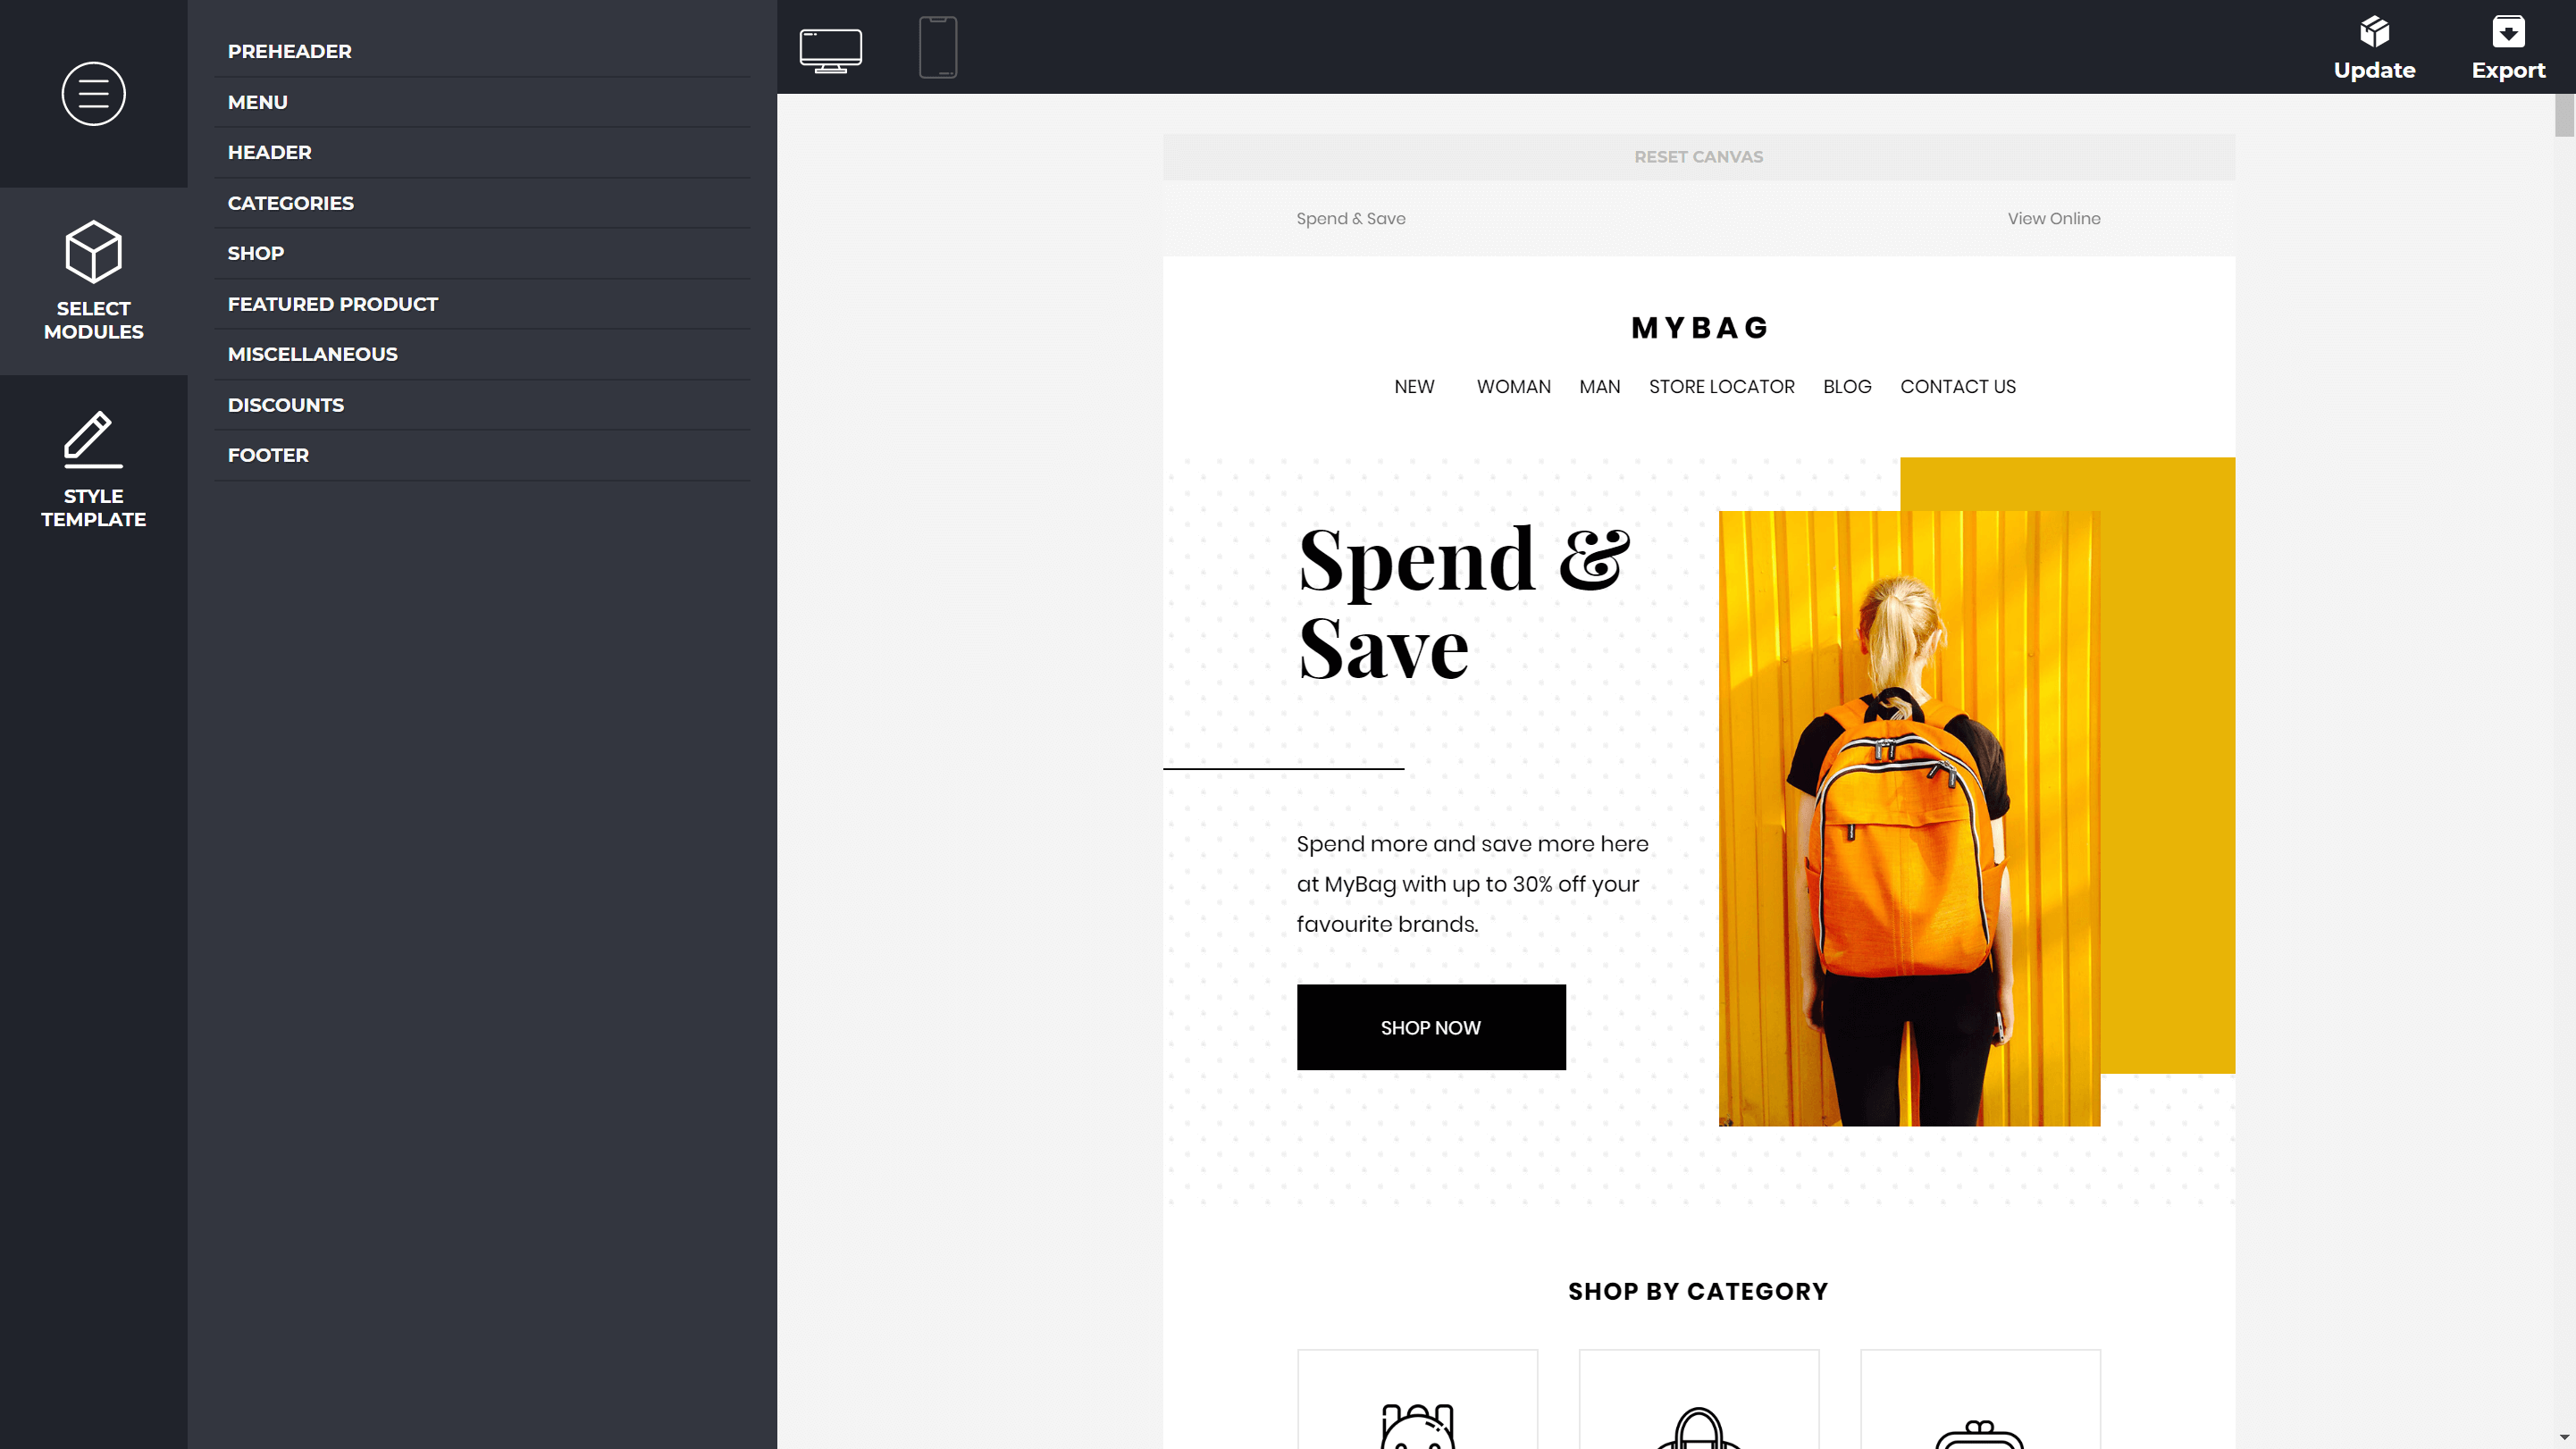 PREHEADER
MENU
HEADER
CATEGORIES
SHOP
FEATURED PRODUCT
MISCELLANEOUS
DISCOUNTS
FOOTER
SELECT
MODULES
STYLE
TEMPLATE
Update
Export
RESET CANVAS
Spend & Save
View Online
MYBAG
NEW WOMAN MAN STORE LOCATOR BLOG CONTACT US
Spend &
Save
Spend more and save more here
at MyBag with up to 30% off your
favourite brands.
SHOP NOW
SHOP BY CATEGORY